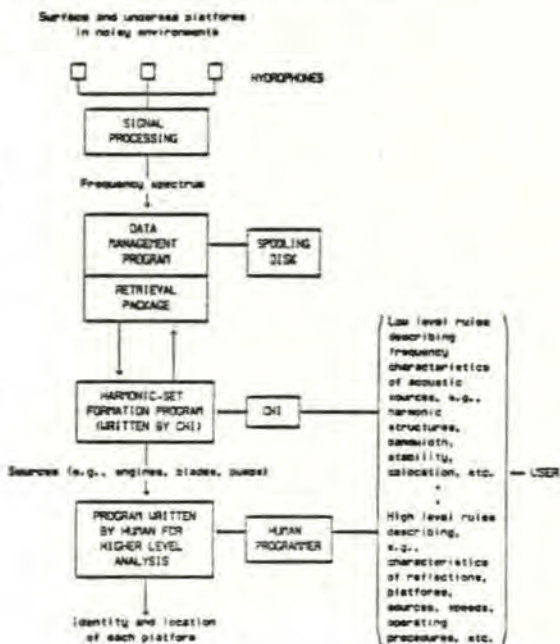 Surface and undersea platforms
in noisy environments
HYDROPHONES
SIGNAL
PROCESSING
Frequency spectrum
DATA
MANAGEMENT
PROGRAM
SPOOLING
DISK
RETRIEVAL
PACKAGE
HARMONIC-SET
FORMATION PROGRAM
(WRITTEN BY CHI)
CHI
Sources (e.g., engines, blades, pumps)
PROGRAM WRITTEN
BY HUMAN FOR
HIGHER LEVEL
ANALYSIS
HUMAN
PROGRAMMER
Identity and location
of each platform
Low level rules
describing
frequency
characteristics
of acoustic
sources, e.g.,
harmonic
structures,
bandwidth,
stability,
colocation, etc.
High level rules
describing,
e.g.,
characteristics
of reflections,
platforms,
sources, speeds,
operating
procedures, etc.
USER